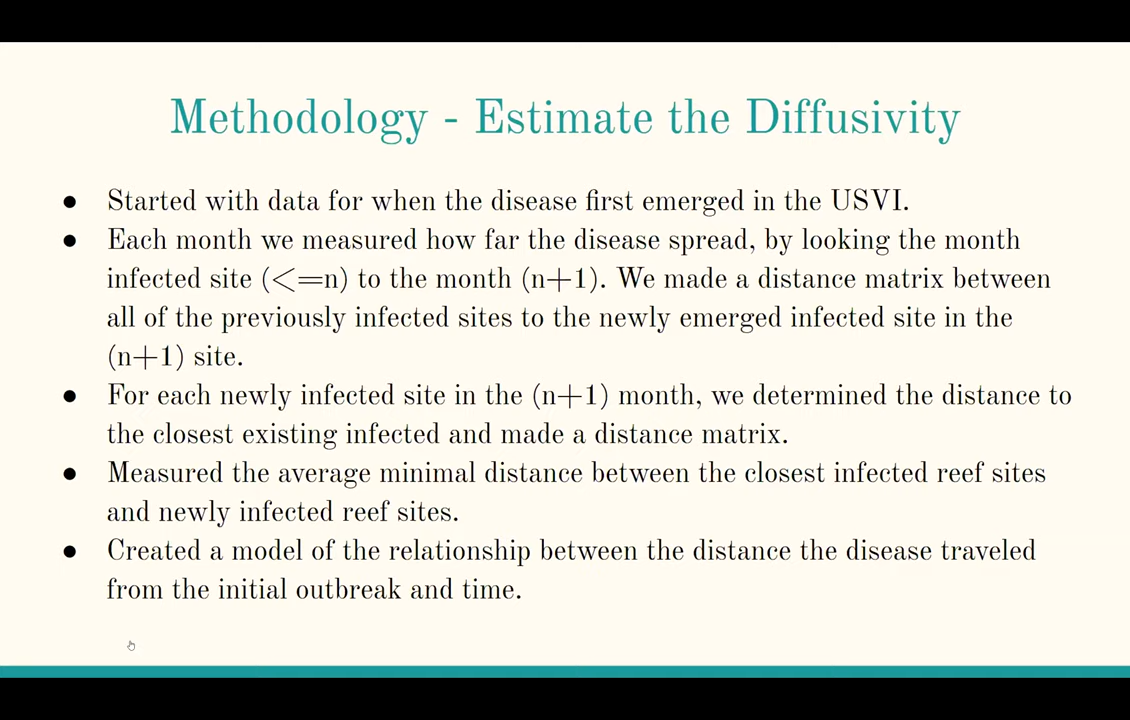 Methodology - Estimate the Diffusivity
● Started with data for when the disease first emerged in the USVI.
● Each month we measured how far the disease spread, by looking the month
infected site (<=n) to the month (n+1). We made a distance matrix between
all of the previously infected sites to the newly emerged infected site in the
(n+1) site.
● For each newly infected site in the (n+1) month, we determined the distance to
the closest existing infected and made a distance matrix.
● Measured the average minimal distance between the closest infected reef sites
and newly infected reef sites.
● Created a model of the relationship between the distance the disease traveled
from the initial outbreak and time.